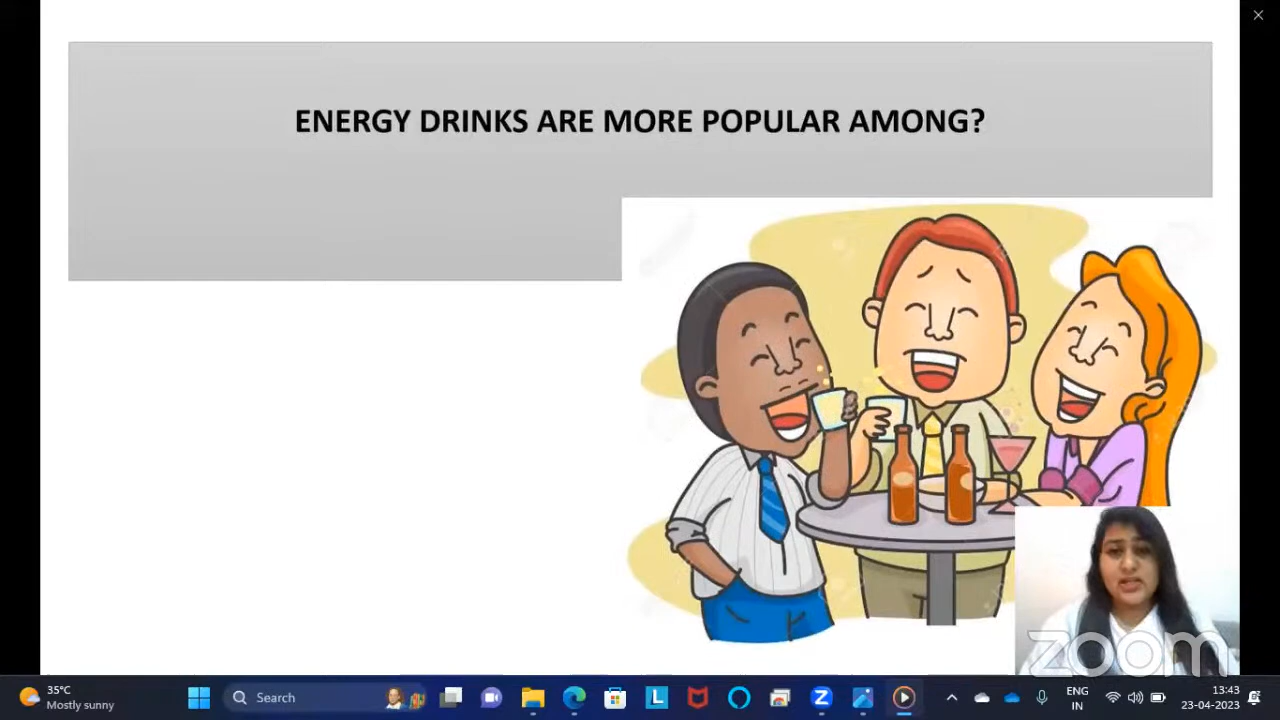 ENERGY DRINKS ARE MORE POPULAR AMONG?
zoom
35°C
Mostly sunny
Search
L
Z
ENG
IN
13:43
23-04-2023